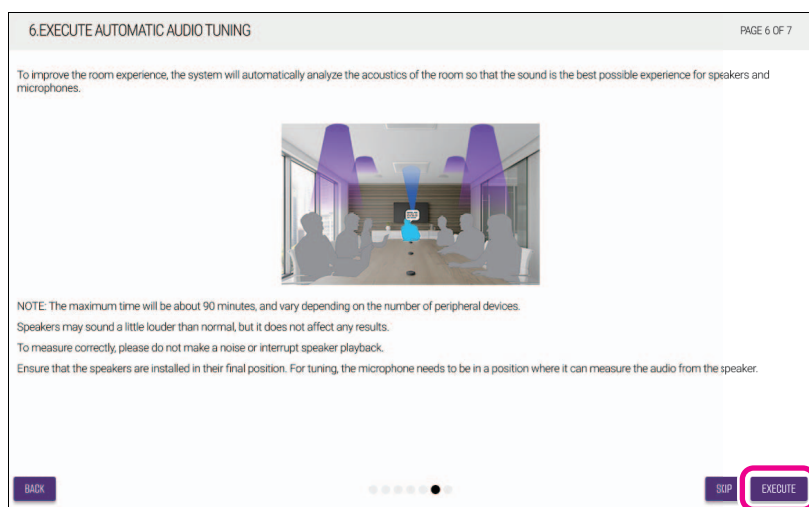 6.EXECUTE AUTOMATIC AUDIO TUNING
PAGE 6 OF 7
To improve the room experience, the system will automatically analyze the acoustics of the room so that the sound is the best possible experience for speakers and
microphones.
NOTE: The maximum time will be about 90 minutes, and vary depending on the number of peripheral devices.
Speakers may sound a little louder than normal, but it does not affect any results.
To measure correctly, please do not make a noise or interrupt speaker playback.
Ensure that the speakers are installed in their final position. For tuning, the microphone needs to be in a position where it can measure the audio from the speaker.
BACK
SKIP
EXECUTE